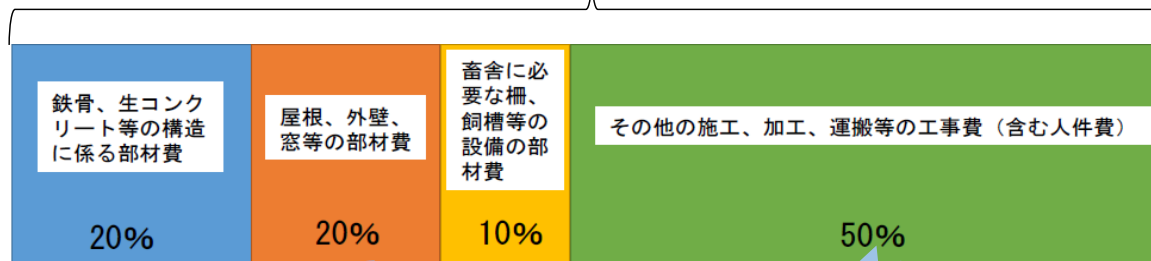 鉄骨、生コンク
リート等の構造
に係る部材費
20%
屋根、外壁、
窓等の部材費
20%
畜舎に必
要な柵、
飼槽等の
設備の部
材費
10%
その他の施工、加工、運搬等の工事費（含む人件費）
50%